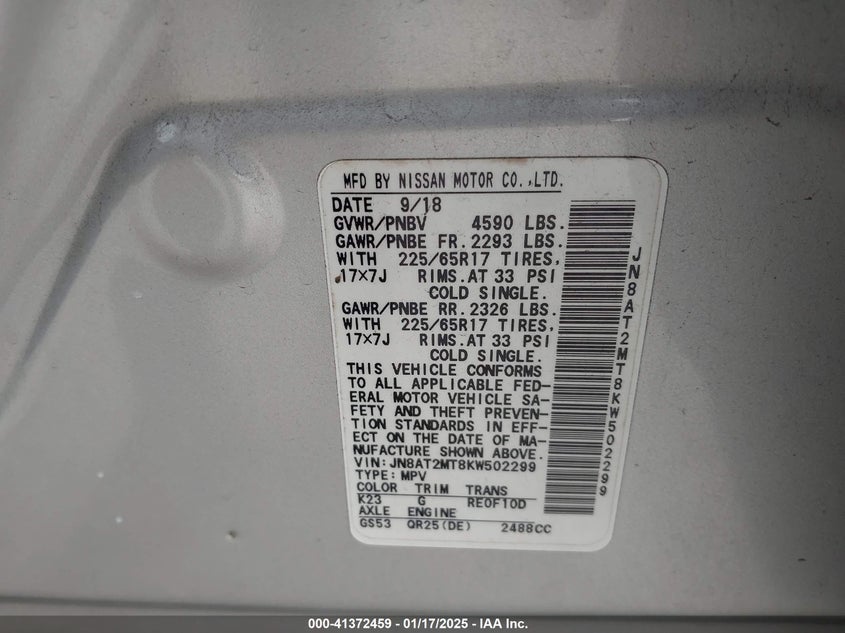 MFD BY NISSAN MOTOR CO.,LTD.
DATE 9/18
GVWR/PNBV 4590 LBS.
GAWR/PNBE FR. 2293 LBS.
WITH 225/65R17 TIRES,
17×7J RIMS. AT 33 PSI
COLD SINGLE.
GAWR/PNBE RR. 2326 LBS.
WITH 225/65R17 TIRES,
17×7J RIMS. AT 33 PSI
COLD SINGLE.
THIS VEHICLE CONFORMS
TO ALL APPLICABLE FED-
ERAL MOTOR VEHICLE SA-
FETY AND THEFT PREVEN-
TION STANDARDS IN EFF-
ECT ON THE DATE OF MA-
NUFACTURE SHOWN ABOVE.
VIN: JN8AT2MT8KW502299
TYPE: MPV
COLOR TRIM TRANS
K23 G RE0F10D
AXLE ENGINE
GS53 QR25(DE) 2488CC
JN8AT2MT8KW502299
000-41372459 - 01/17/2025 - IAA Inc.